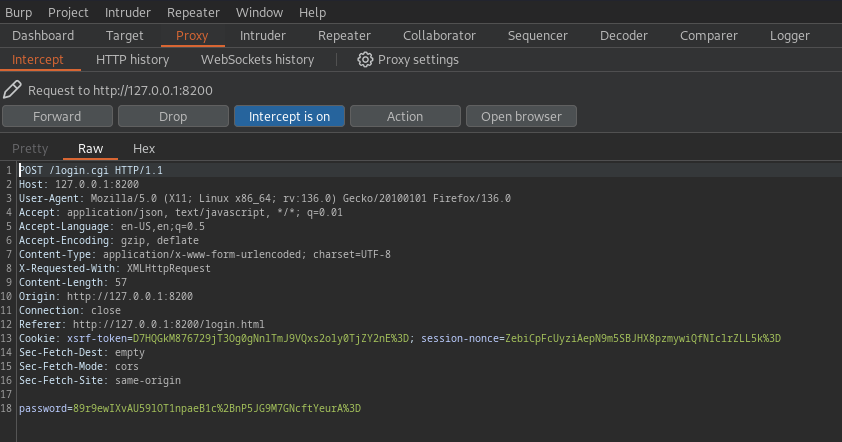 Burp Project Intruder Repeater Window Help
Dashboard Target Proxy Intruder Repeater Collaborator Sequencer Decoder Comparer Logger
Intercept HTTP history WebSockets history Proxy settings
Request to http://127.0.0.1:8200
Forward Drop Intercept is on Action Open browser
Pretty Raw Hex
1 POST /login.cgi HTTP/1.1
2 Host: 127.0.0.1:8200
3 User-Agent: Mozilla/5.0 (X11; Linux x86_64; rv:136.0) Gecko/20100101 Firefox/136.0
4 Accept: application/json, text/javascript, */*; q=0.01
5 Accept-Language: en-US,en;q=0.5
6 Accept-Encoding: gzip, deflate
7 Content-Type: application/x-www-form-urlencoded; charset=UTF-8
8 X-Requested-With: XMLHttpRequest
9 Content-Length: 57
10 Origin: http://127.0.0.1:8200
11 Connection: close
12 Referer: http://127.0.0.1:8200/login.html
13 Cookie: xsrf-token=D7HQGkM876729jT3Og0gNnlTmJ9VQxs2oly0TjZY2nE%3D; session-nonce=ZebiCpFcUyziAepN9m5SBJHX8pzmywiQfNIclrZLL5k%3D
14 Sec-Fetch-Dest: empty
15 Sec-Fetch-Mode: cors
16 Sec-Fetch-Site: same-origin
17
18 password=89r9ewIXvAU59lOT1npaeB1c%2BnP5JG9M7GNcftYeurA%3D